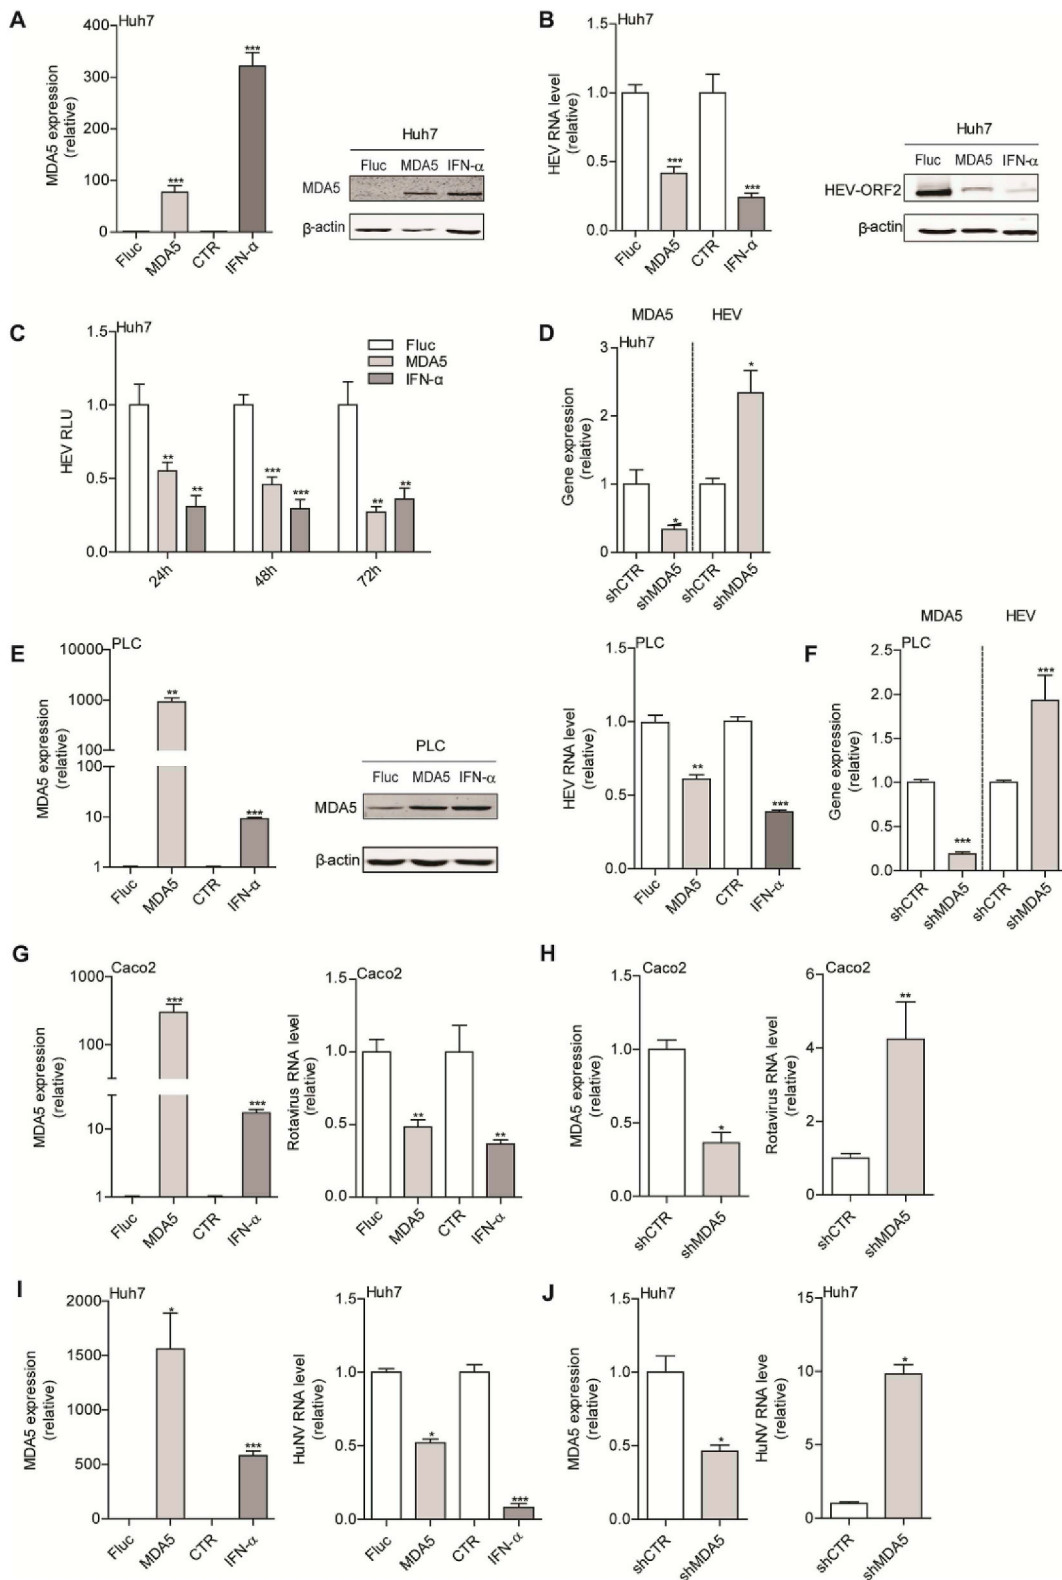 A
Huh7
MDA5 expression
(relative)
400
300
200
100
0
***
***
Fluc
MDA5
CTR
IFN-α
Huh7
Fluc MDA5 IFN-α
MDA5
β-actin
B
Huh7
HEV RNA level
(relative)
1.5
1.0
0.5
0.0
***
***
Fluc
MDA5
CTR
IFN-α
Huh7
Fluc MDA5 IFN-α
HEV-ORF2
β-actin
C
Huh7
HEV RLU
1.5
1.0
0.5
0.0
Fluc
MDA5
IFN-α
**
**
***
***
**
**
24h
48h
72h
D
MDA5 HEV
Huh7
Gene expression
(relative)
3
2
1
0
*
*
shCTR
shMDA5
shCTR
shMDA5
E
PLC
MDA5 expression
(relative)
10000
1000
100
100
10
1
**
***
Fluc
MDA5
CTR
IFN-α
PLC
Fluc MDA5 IFN-α
MDA5
β-actin
PLC
HEV RNA level
(relative)
1.5
1.0
0.5
0.0
**
***
Fluc
MDA5
CTR
IFN-α
F
MDA5 HEV
PLC
Gene expression
(relative)
2.5
2.0
1.5
1.0
0.5
0.0
***
***
shCTR
shMDA5
shCTR
shMDA5
G
Caco2
MDA5 expression
(relative)
1000
100
10
1
***
***
Fluc
MDA5
CTR
IFN-α
Caco2
Rotavirus RNA level
(relative)
1.5
1.0
0.5
0.0
**
**
Fluc
MDA5
CTR
IFN-α
H
Caco2
MDA5 expression
(relative)
1.5
1.0
0.5
0.0
*
shCTR
shMDA5
Caco2
Rotavirus RNA level
(relative)
6
4
2
0
**
shCTR
shMDA5
I
Huh7
MDA5 expression
(relative)
2000
1500
1000
500
0
*
***
Fluc
MDA5
CTR
IFN-α
Huh7
HuNV RNA level
(relative)
1.5
1.0
0.5
0.0
*
***
Fluc
MDA5
CTR
IFN-α
J
Huh7
MDA5 expression
(relative)
1.5
1.0
0.5
0.0
*
shCTR
shMDA5
Huh7
HuNV RNA leve
(relative)
15
10
5
0
*
shCTR
shMDA5